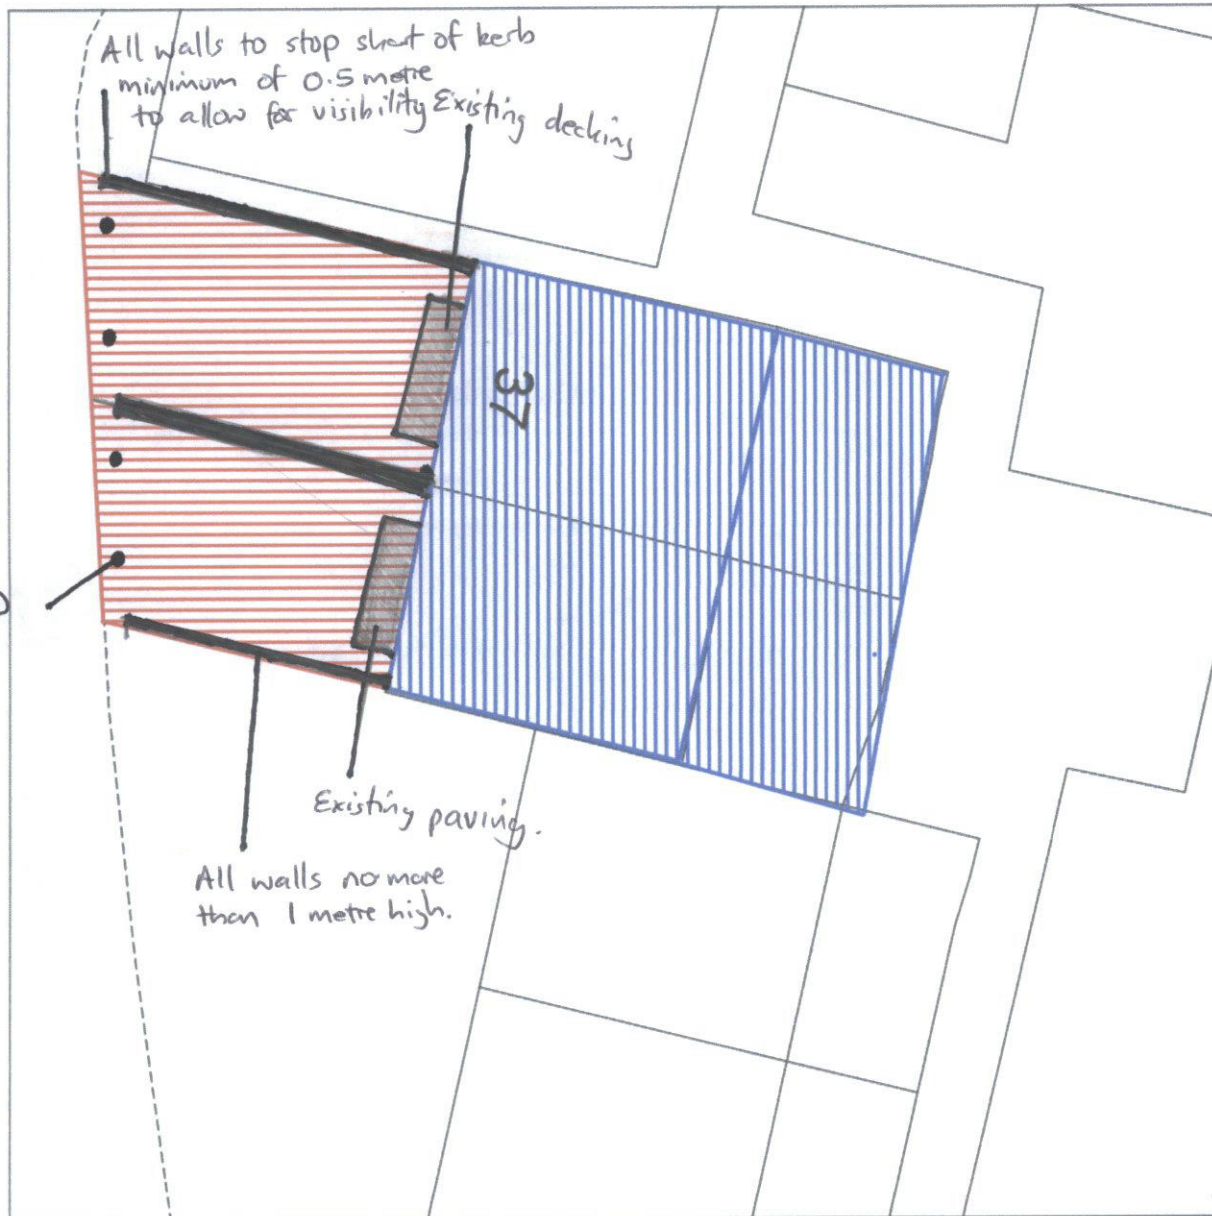 All walls to stop short of kerb
minimum of 0.5 metre
to allow for visibility
Existing decking
37
Existing paving.
All walls no more
than 1 metre high.